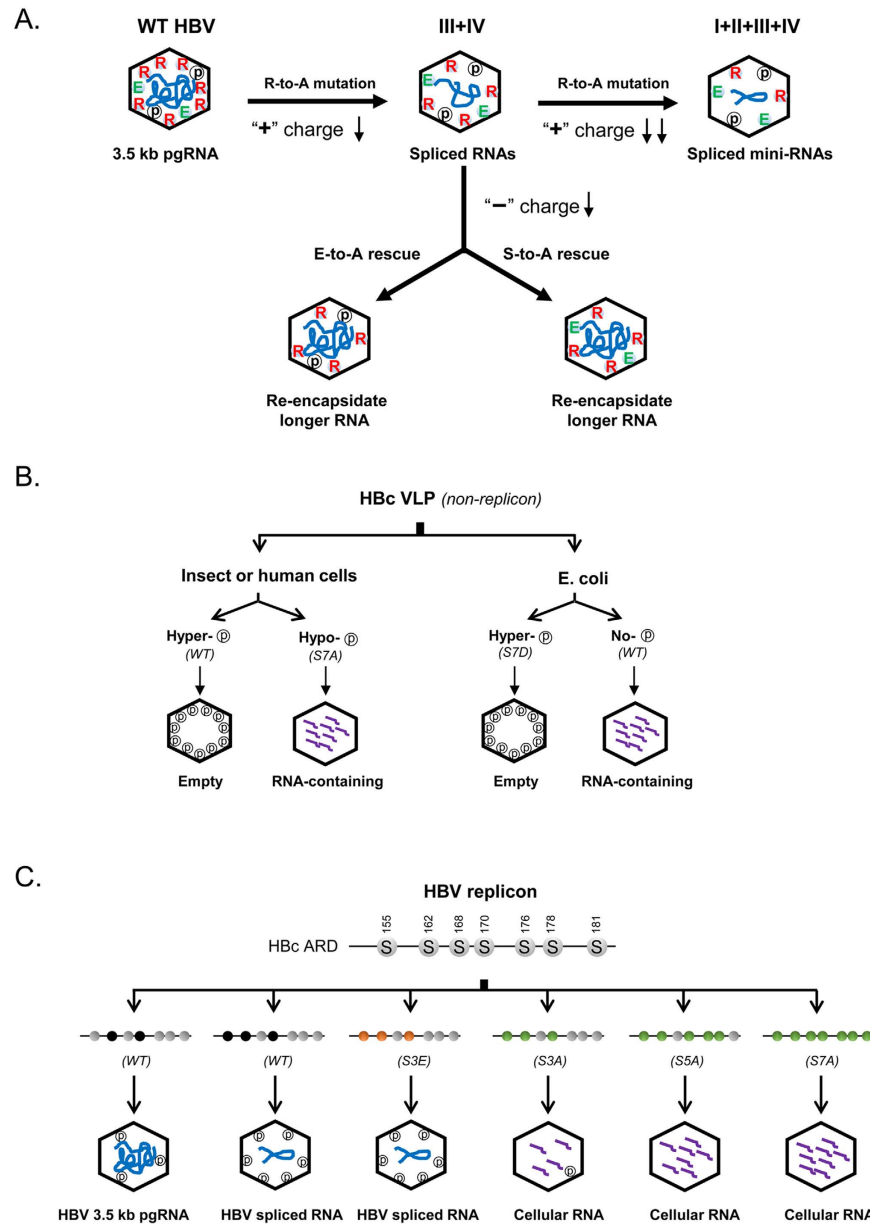 A.
WT HBV
III+IV
I+II+III+IV
R R R p
E R
R R
p R E
R p
E
R E
p R
R p
E R
p E
R-to-A mutation
"+" charge
R-to-A mutation
"+" charge
3.5 kb pgRNA
Spliced RNAs
Spliced mini-RNAs
"−" charge
E-to-A rescue
S-to-A rescue
R p
R R
p R
R
E
R R
R E
Re-encapsidate
longer RNA
Re-encapsidate
longer RNA
B.
HBc VLP (non-replicon)
Insect or human cells
E. coli
Hyper- p
(WT)
Hypo- p
(S7A)
Hyper- p
(S7D)
No- p
(WT)
p p p p p p p p p p p
p p p p p p p p p p p
Empty
RNA-containing
Empty
RNA-containing
C.
HBV replicon
155 162 168 170 176 178 181
HBc ARD S S S S S S S
(WT)
(WT)
(S3E)
(S3A)
(S5A)
(S7A)
p p p
p p p p p p
p p p p p p
p
HBV 3.5 kb pgRNA
HBV spliced RNA
HBV spliced RNA
Cellular RNA
Cellular RNA
Cellular RNA